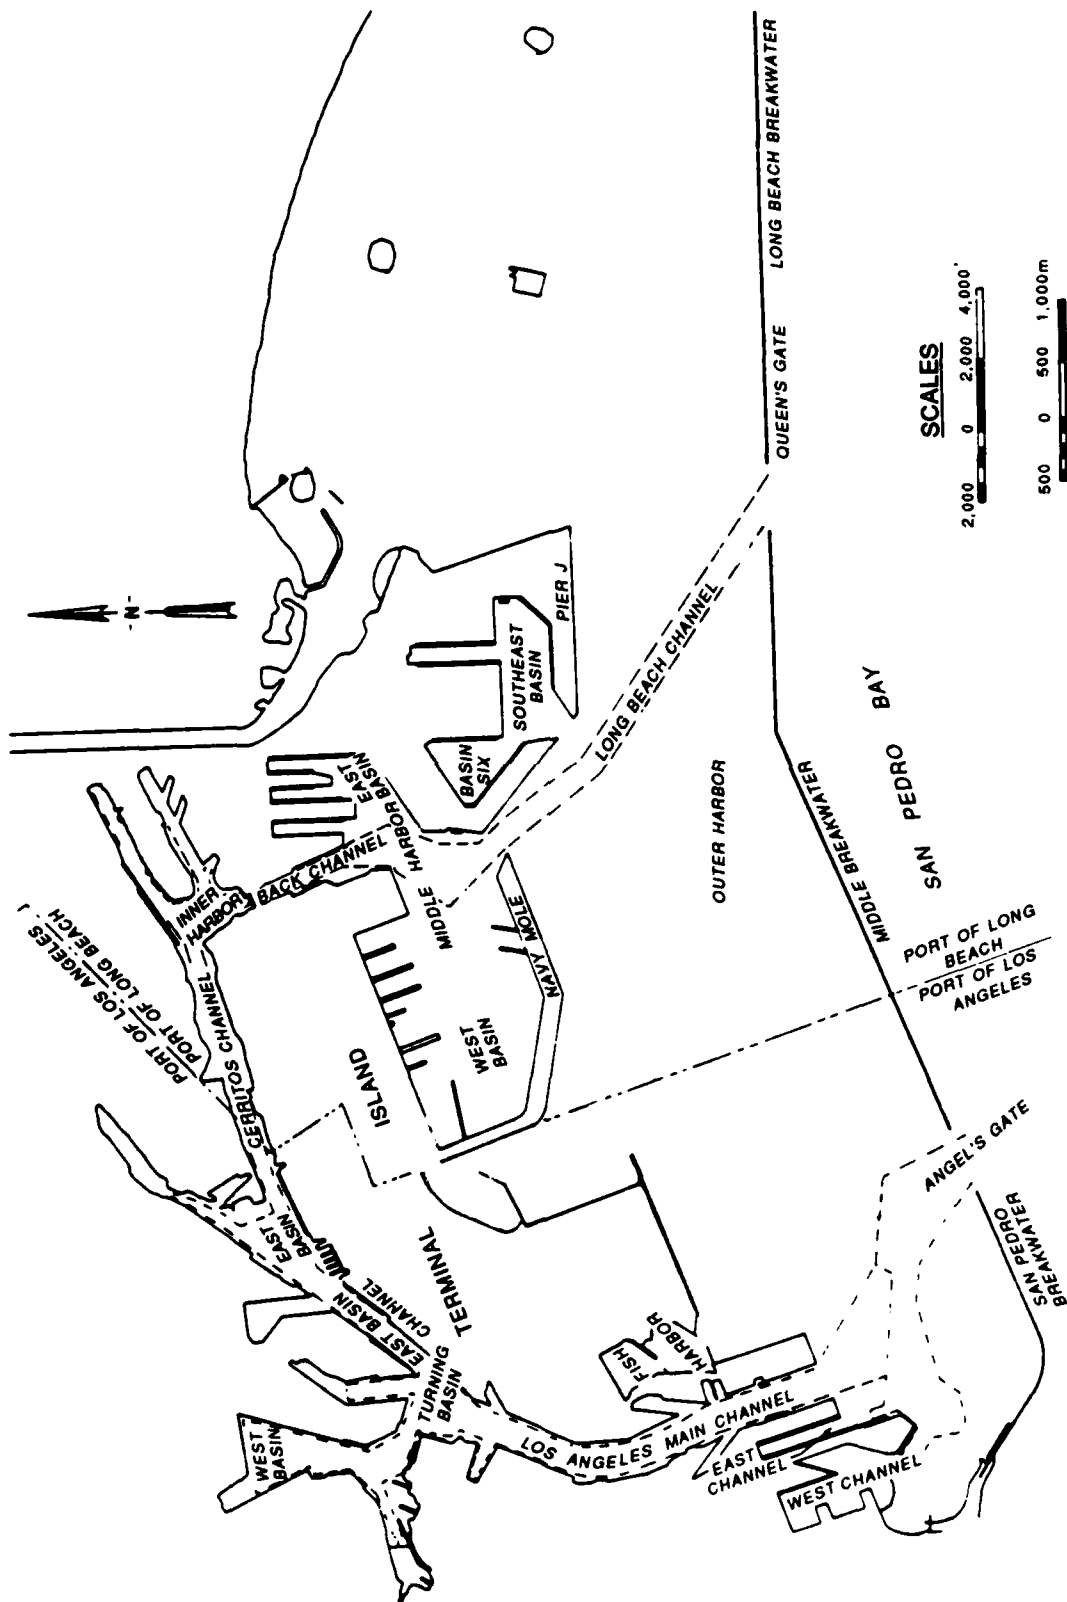 PORT OF LOS ANGELES
PORT OF LONG BEACH
CERRITOS CHANNEL
INNER
HARBOR
BACK CHANNEL
EAST
BASIN
EAST BASIN
CHANNEL
WEST
BASIN
TURNING
BASIN
TERMINAL
ISLAND
LOS ANGELES MAIN CHANNEL
FISH
HARBOR
EAST
CHANNEL
WEST CHANNEL
WEST
BASIN
NAVY MOLE
MIDDLE HARBOR BASIN
EAST
BASIN
SIX
SOUTHEAST
BASIN
PIER J
-N-
LONG BEACH CHANNEL
OUTER HARBOR
QUEEN'S GATE
LONG BEACH BREAKWATER
MIDDLE BREAKWATER
SAN PEDRO BAY
PORT OF LONG
BEACH
PORT OF LOS
ANGELES
ANGEL'S GATE
SAN PEDRO
BREAKWATER
SCALES
2,000 0 2,000 4,000'
500 0 500 1,000m